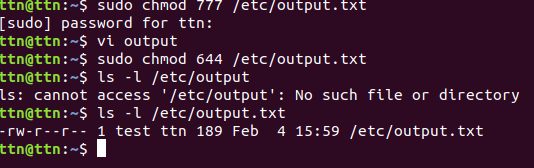 ttn@ttn:~$ sudo chmod 777 /etc/output.txt
[sudo] password for ttn:
ttn@ttn:~$ vi output
ttn@ttn:~$ sudo chmod 644 /etc/output.txt
ttn@ttn:~$ ls -l /etc/output
ls: cannot access '/etc/output': No such file or directory
ttn@ttn:~$ ls -l /etc/output.txt
-rw-r--r-- 1 test ttn 189 Feb  4 15:59 /etc/output.txt
ttn@ttn:~$